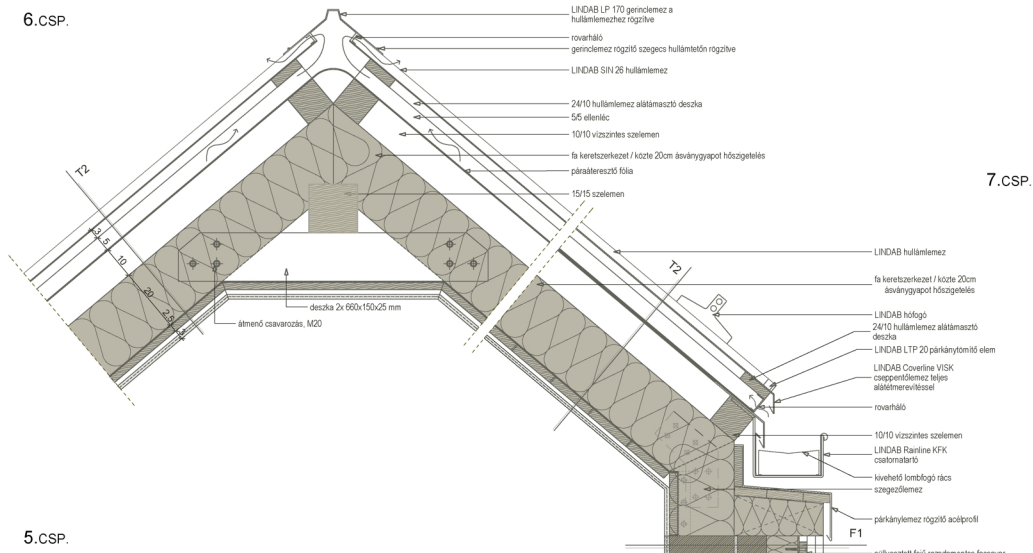 6.CSP.
LINDAB LP 170 gerinclemez a
hullámlemezhez rögzítve
rovarháló
gerinclemez rögzítő szegecs hullámtetőn rögzítve
LINDAB SIN 26 hullámlemez
24/10 hullámlemez alátámasztó deszka
5/5 ellenléc
10/10 vízszintes szelemen
fa keretszerkezet / közte 20cm ásványgyapot hőszigetelés
páraáteresztő fólia
15/15 szelemen
T2
3
5
10
20
2,5
3
deszka 2x 660x150x25 mm
átmenő csavarozás, M20
7.CSP.
LINDAB hullámlemez
T2
fa keretszerkezet / közte 20cm
ásványgyapot hőszigetelés
LINDAB hófogó
24/10 hullámlemez alátámasztó
deszka
LINDAB LTP 20 párkánytömítő elem
LINDAB Coverline VISK
cseppentőlemez teljes
alátétmerevítéssel
rovarháló
10/10 vízszintes szelemen
LINDAB Rainline KFK
csatornatartó
kivehető lombfogó rács
szegezőlemez
párkánylemez rögzítő acélprofil
F1
5.CSP.